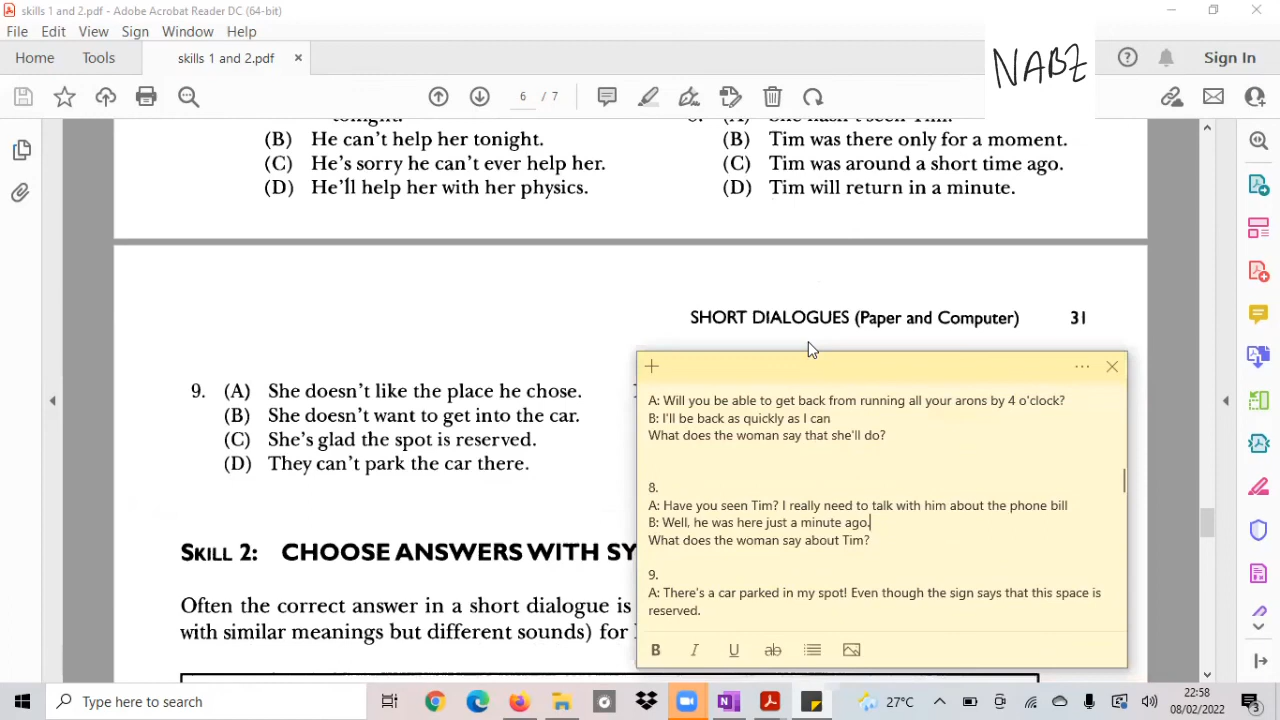 skills 1 and 2.pdf - Adobe Acrobat Reader DC (64-bit)
File Edit View Sign Window Help
NABZ
Home Tools skills 1 and 2.pdf × Sign In
6 / 7
tonight.
(B) He can't help her tonight.
(C) He's sorry he can't ever help her.
(D) He'll help her with her physics.
(A) She hasn't seen Tim.
(B) Tim was there only for a moment.
(C) Tim was around a short time ago.
(D) Tim will return in a minute.
SHORT DIALOGUES (Paper and Computer) 31
9. (A) She doesn't like the place he chose.
(B) She doesn't want to get into the car.
(C) She's glad the spot is reserved.
(D) They can't park the car there.
SKILL 2: CHOOSE ANSWERS WITH SY
Often the correct answer in a short dialogue is
with similar meanings but different sounds) for
A: Will you be able to get back from running all your arons by 4 o'clock?
B: I'll be back as quickly as I can
What does the woman say that she'll do?
8.
A: Have you seen Tim? I really need to talk with him about the phone bill
B: Well, he was here just a minute ago.
What does the woman say about Tim?
9.
A: There's a car parked in my spot! Even though the sign says that this space is
reserved.
B I U ab
Type here to search
27°C
22:58
08/02/2022
3